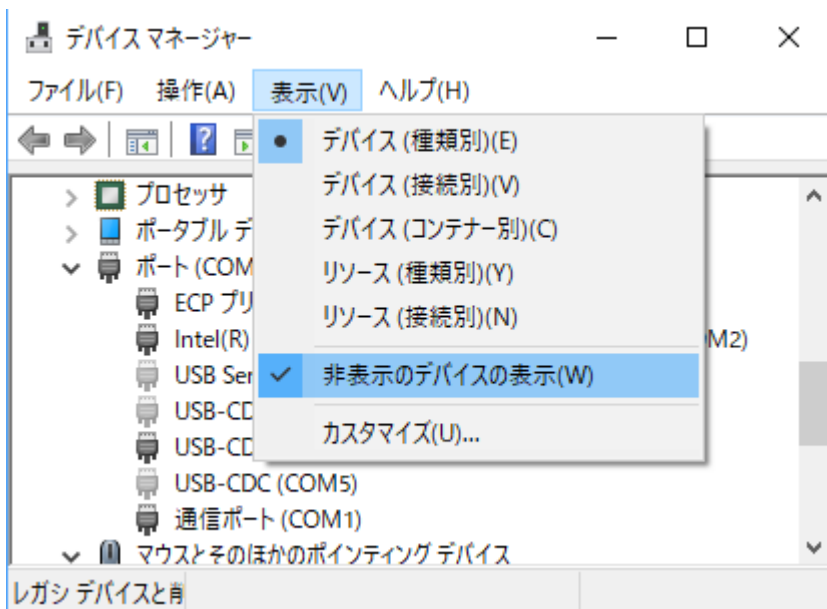 デバイス マネージャー
ファイル(F) 操作(A) 表示(V) ヘルプ(H)
デバイス (種類別)(E)
デバイス (接続別)(V)
デバイス (コンテナー別)(C)
リソース (種類別)(Y)
リソース (接続別)(N)
非表示のデバイスの表示(W)
カスタマイズ(U)...
プロセッサ
ポータブル デ
ポート (COM
ECP プリ
Intel(R) M2)
USB Ser
USB-CD
USB-CD
USB-CDC (COM5)
通信ポート (COM1)
マウスとそのほかのポインティング デバイス
レガシ デバイスと削